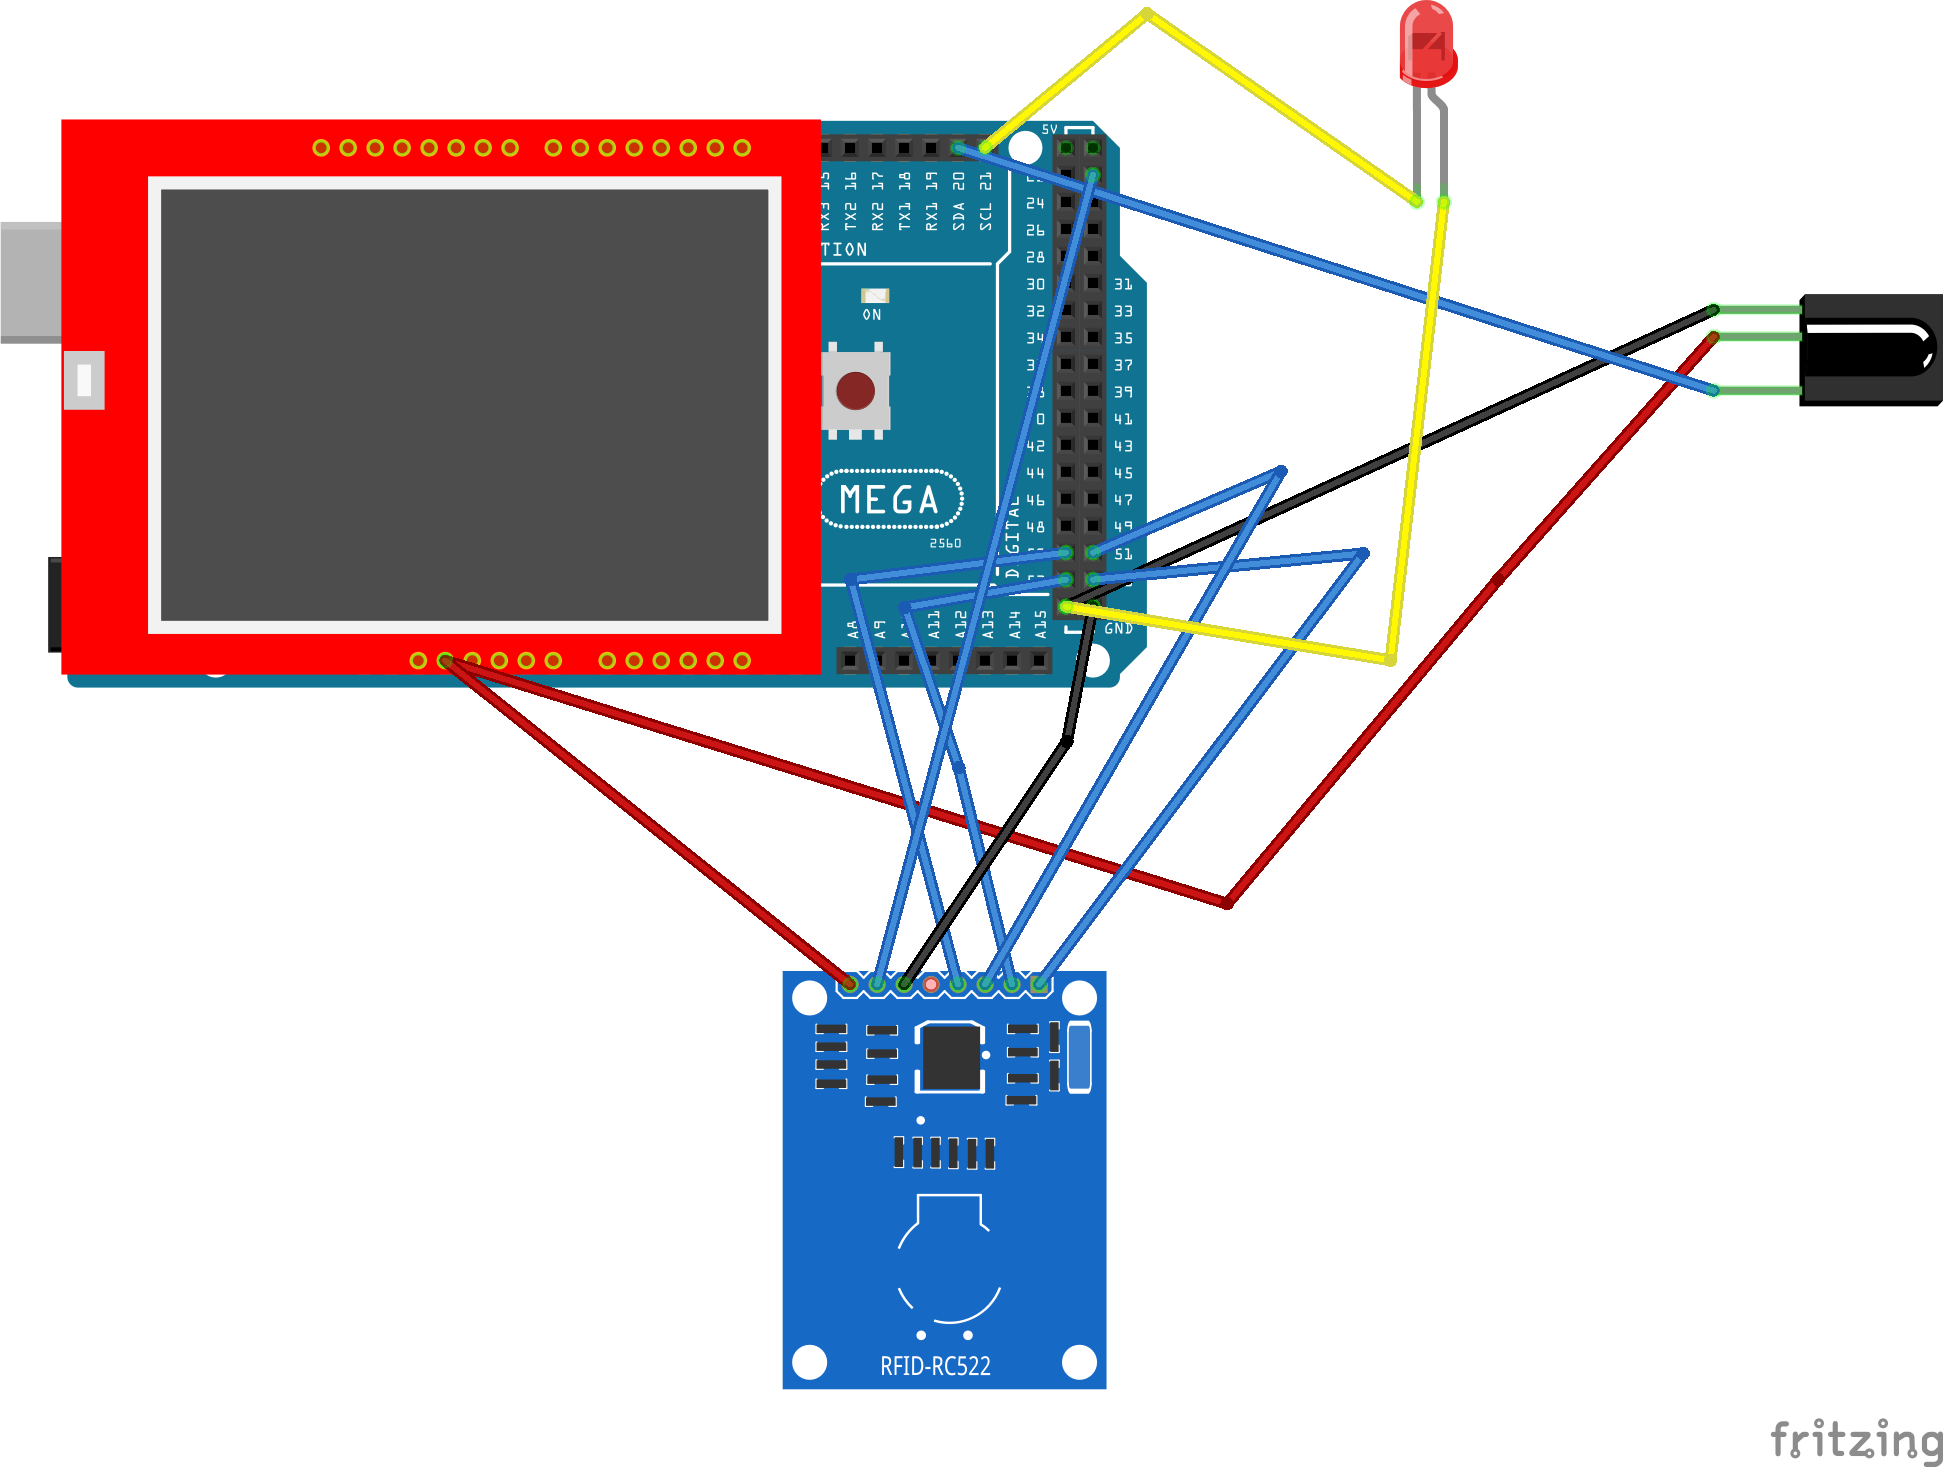 5V
RX3 15
TX2 16
RX2 17
TX1 18
RX1 19
SDA 20
SCL 21
24
26
28
30
31
32
33
34
35
37
39
41
42
43
44
45
46
47
48
49
51
TION
ON
MEGA
2560
DIGITAL
A8
A9
A11
A12
A13
A14
A15
GND
RFID-RC522
fritzing